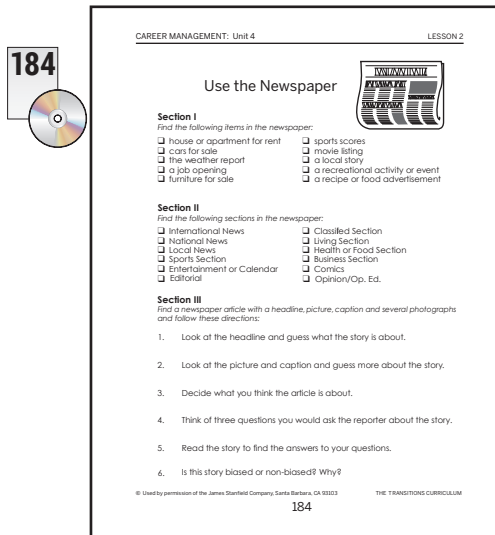 184
CAREER MANAGEMENT: Unit 4 LESSON 2
Use the Newspaper
Section I
Find the following items in the newspaper:
❑ house or apartment for rent ❑ sports scores
❑ cars for sale ❑ movie listing
❑ the weather report ❑ a local story
❑ a job opening ❑ a recreational activity or event
❑ furniture for sale ❑ a recipe or food advertisement
Section II
Find the following sections in the newspaper:
❑ International News ❑ Classifed Section
❑ National News ❑ Living Section
❑ Local News ❑ Health or Food Section
❑ Sports Section ❑ Business Section
❑ Entertainment or Calendar ❑ Comics
❑ Editorial ❑ Opinion/Op. Ed.
Section III
Find a newspaper article with a headline, picture, caption and several photographs
and follow these directions:
1. Look at the headline and guess what the story is about.
2. Look at the picture and caption and guess more about the story.
3. Decide what you think the article is about.
4. Think of three questions you would ask the reporter about the story.
5. Read the story to find the answers to your questions.
6. Is this story biased or non-biased? Why?
© Used by permission of the James Stanfield Company, Santa Barbara, CA 93103 THE TRANSITIONS CURRICULUM
184